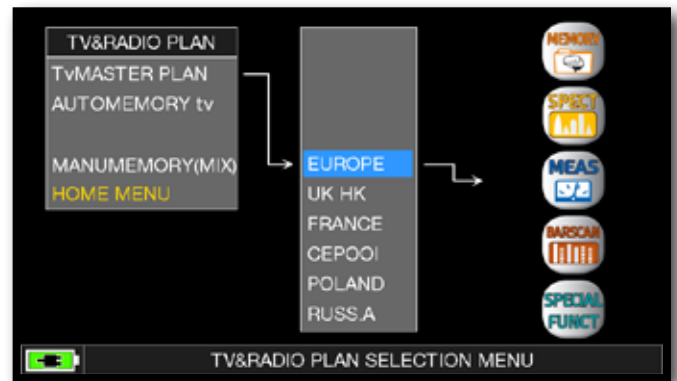 TV&RADIO PLAN
TvMASTER PLAN
AUTOMEMORY tv
MANUMEMORY(MIX)
HOME MENU
EUROPE
UK HK
FRANCE
CEPOOI
POLAND
RUSS.A
MEMORY
SPECT
MEAS
BARSCAN
SPECIAL
FUNCT
TV&RADIO PLAN SELECTION MENU